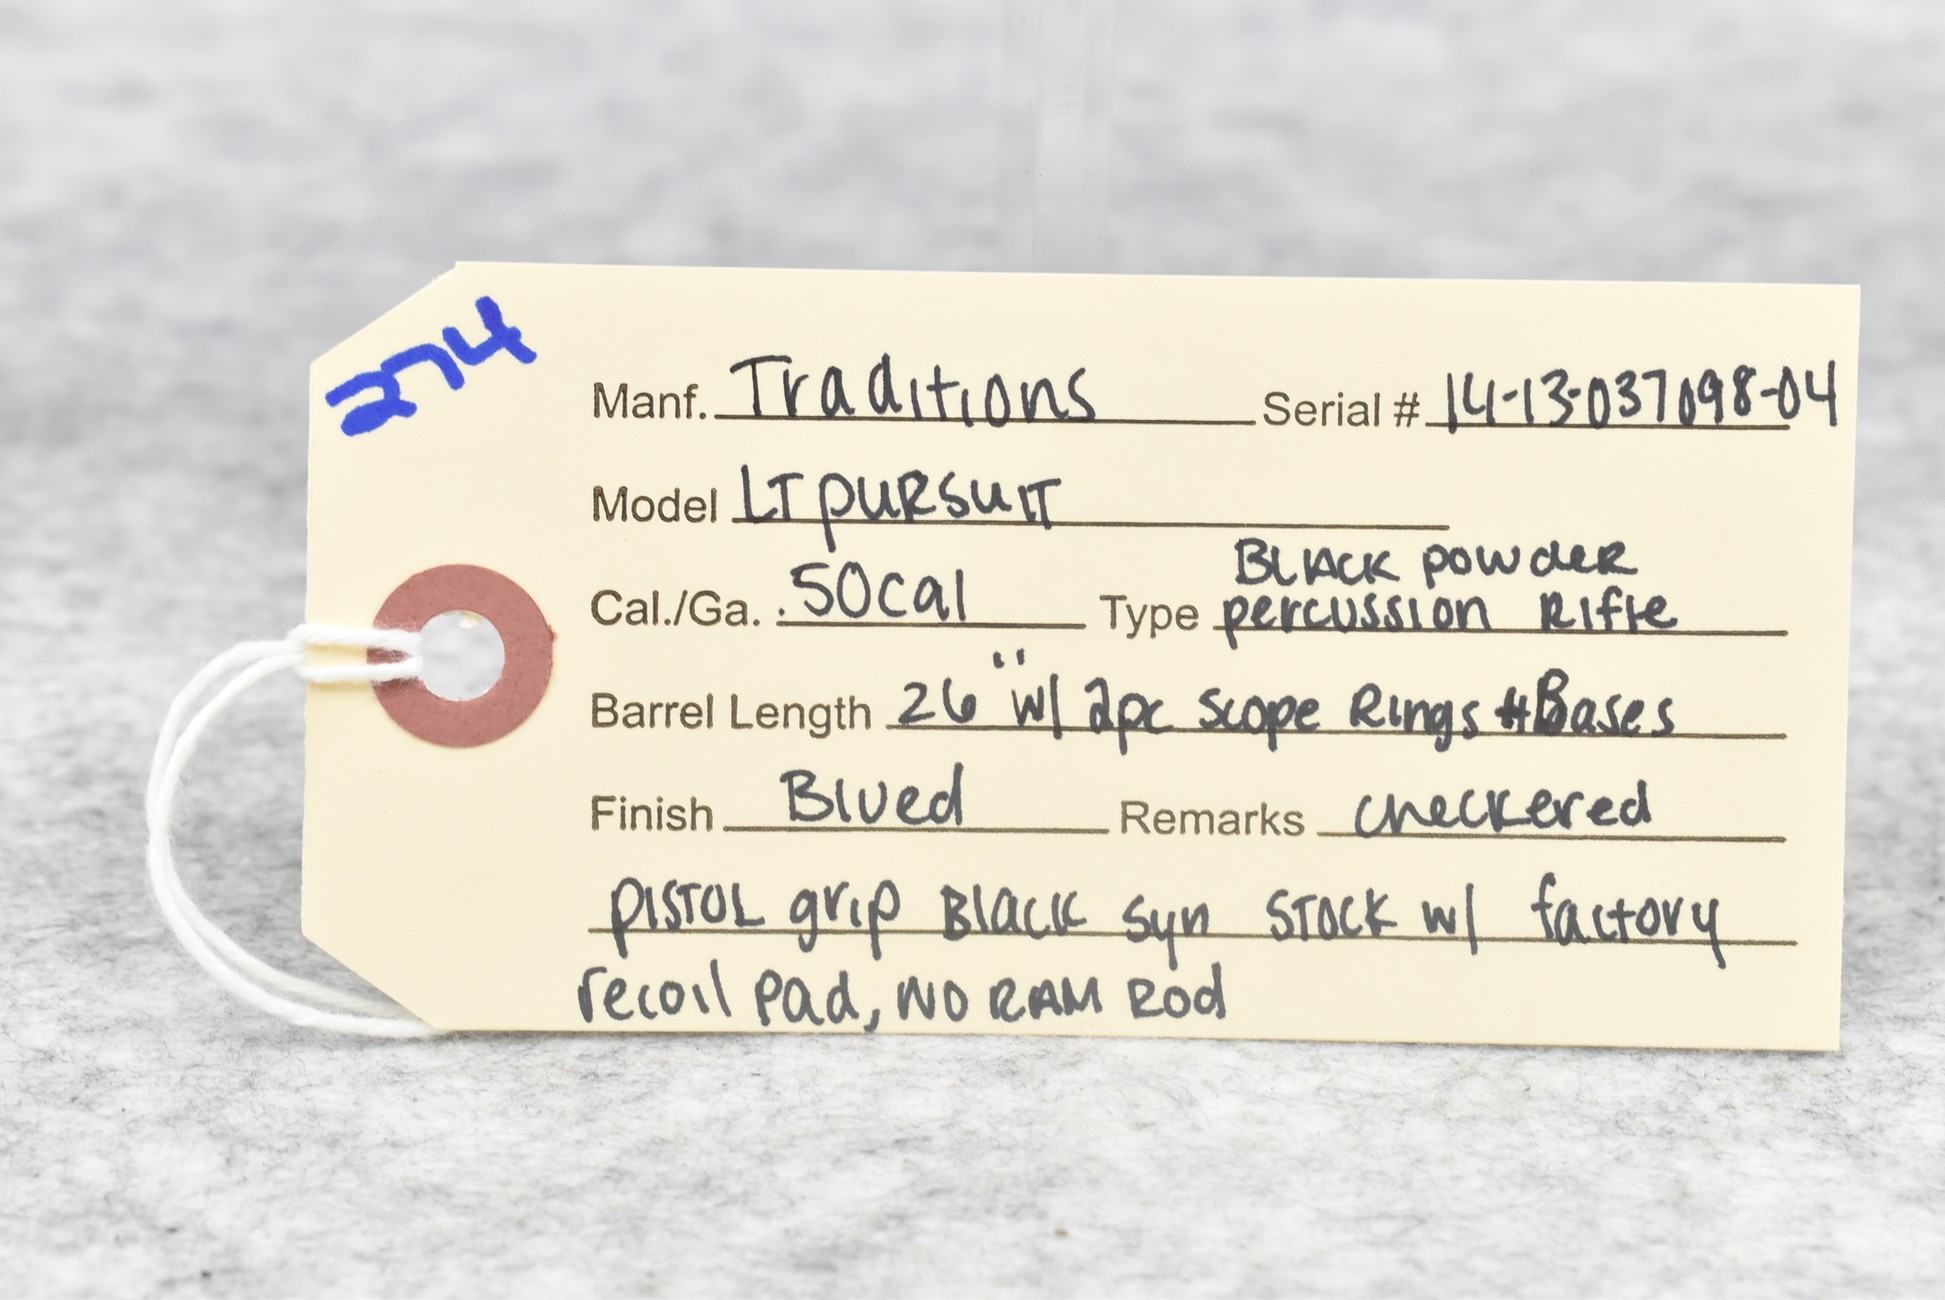 274
Manf. Traditions Serial # 14-13-037098-04
Model LT PURSUIT
Cal./Ga. .50cal Type BLACK powder percussion Rifle
Barrel Length 26" w/ 2pc scope Rings & Bases
Finish Blued Remarks checkered
PISTOL grip Black syn STOCK w/ factory
recoil pad, NO RAM Rod